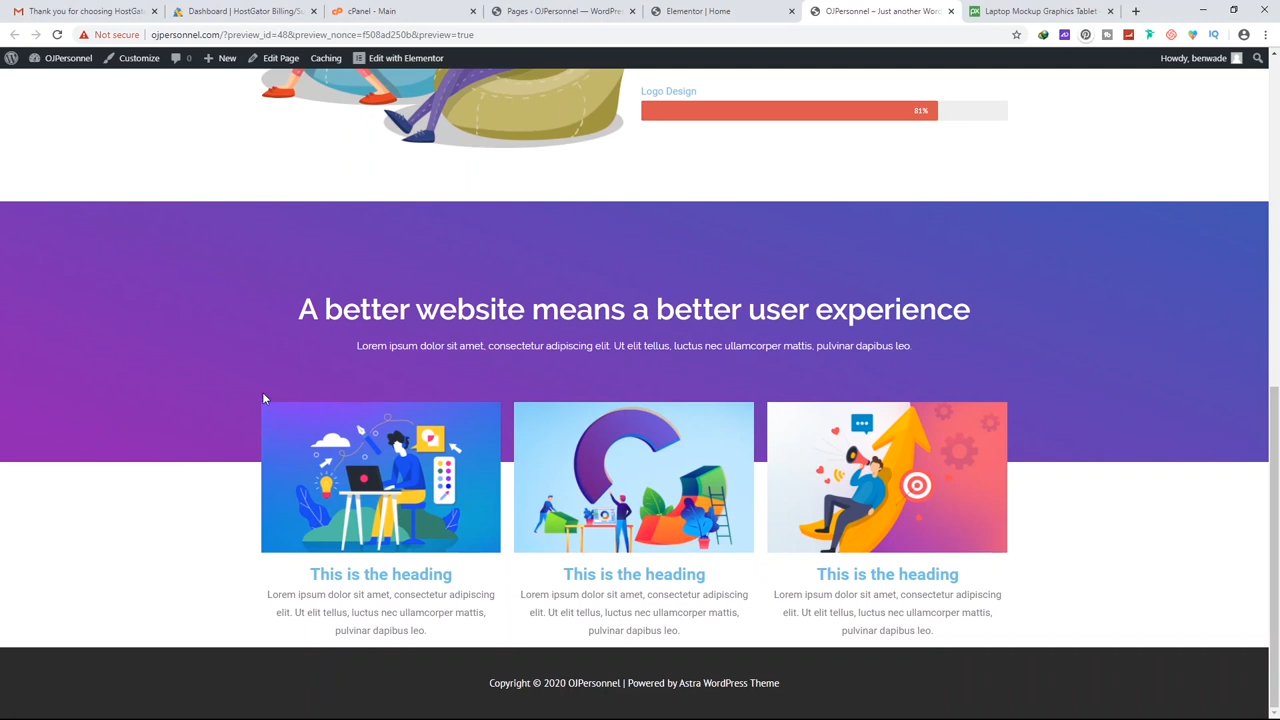 Thank you for choosing HostGat
Dashboard | HostGator Billing/Su
cPanel - Main
Pages ‹ OJPersonnel — WordPre
Elementor | Home
OJPersonnel – Just another Wor
Laptop Mockup Graphics Tablet
Not secure | ojpersonnel.com/?preview_id=48&preview_nonce=f508ad250b&preview=true
OJPersonnel Customize 0 New Edit Page Caching Edit with Elementor Howdy, benwade
Logo Design
81%
A better website means a better user experience
Lorem ipsum dolor sit amet, consectetur adipiscing elit. Ut elit tellus, luctus nec ullamcorper mattis, pulvinar dapibus leo.
This is the heading
Lorem ipsum dolor sit amet, consectetur adipiscing
elit. Ut elit tellus, luctus nec ullamcorper mattis,
pulvinar dapibus leo.
This is the heading
Lorem ipsum dolor sit amet, consectetur adipiscing
elit. Ut elit tellus, luctus nec ullamcorper mattis,
pulvinar dapibus leo.
This is the heading
Lorem ipsum dolor sit amet, consectetur adipiscing
elit. Ut elit tellus, luctus nec ullamcorper mattis,
pulvinar dapibus leo.
Copyright © 2020 OJPersonnel | Powered by Astra WordPress Theme